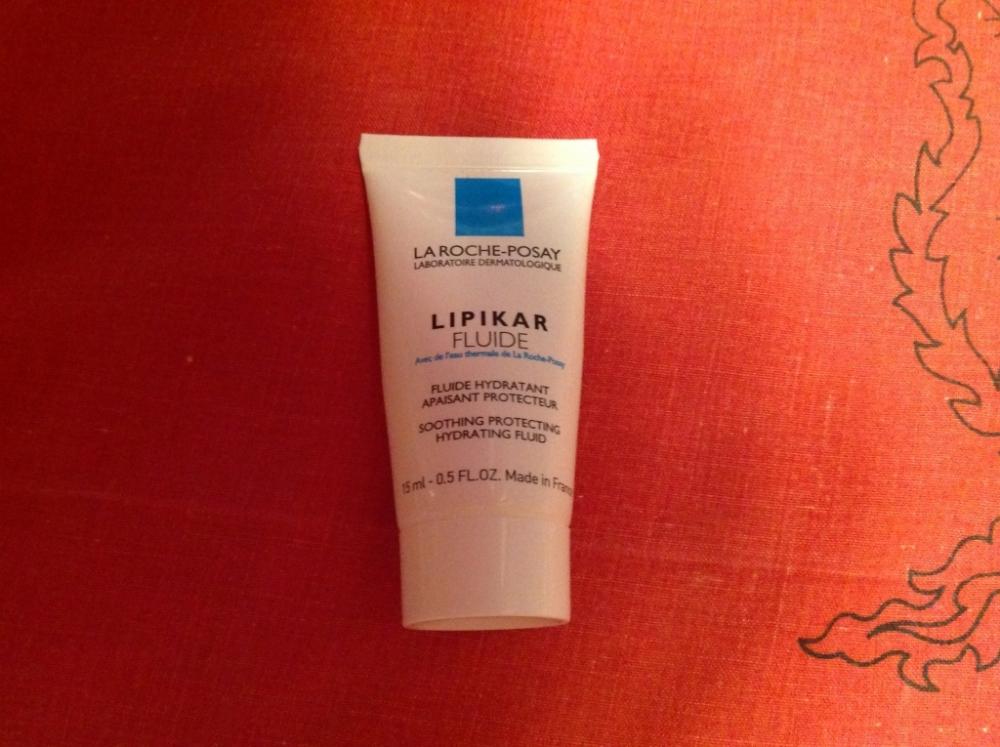 LA ROCHE-POSAY
LABORATOIRE DERMATOLOGIQUE
LIPIKAR
FLUIDE
Avec de l'eau thermale de La Roche-Posay
FLUIDE HYDRATANT
APAISANT PROTECTEUR
SOOTHING PROTECTING
HYDRATING FLUID
15 ml - 0.5 FL.OZ. Made in France